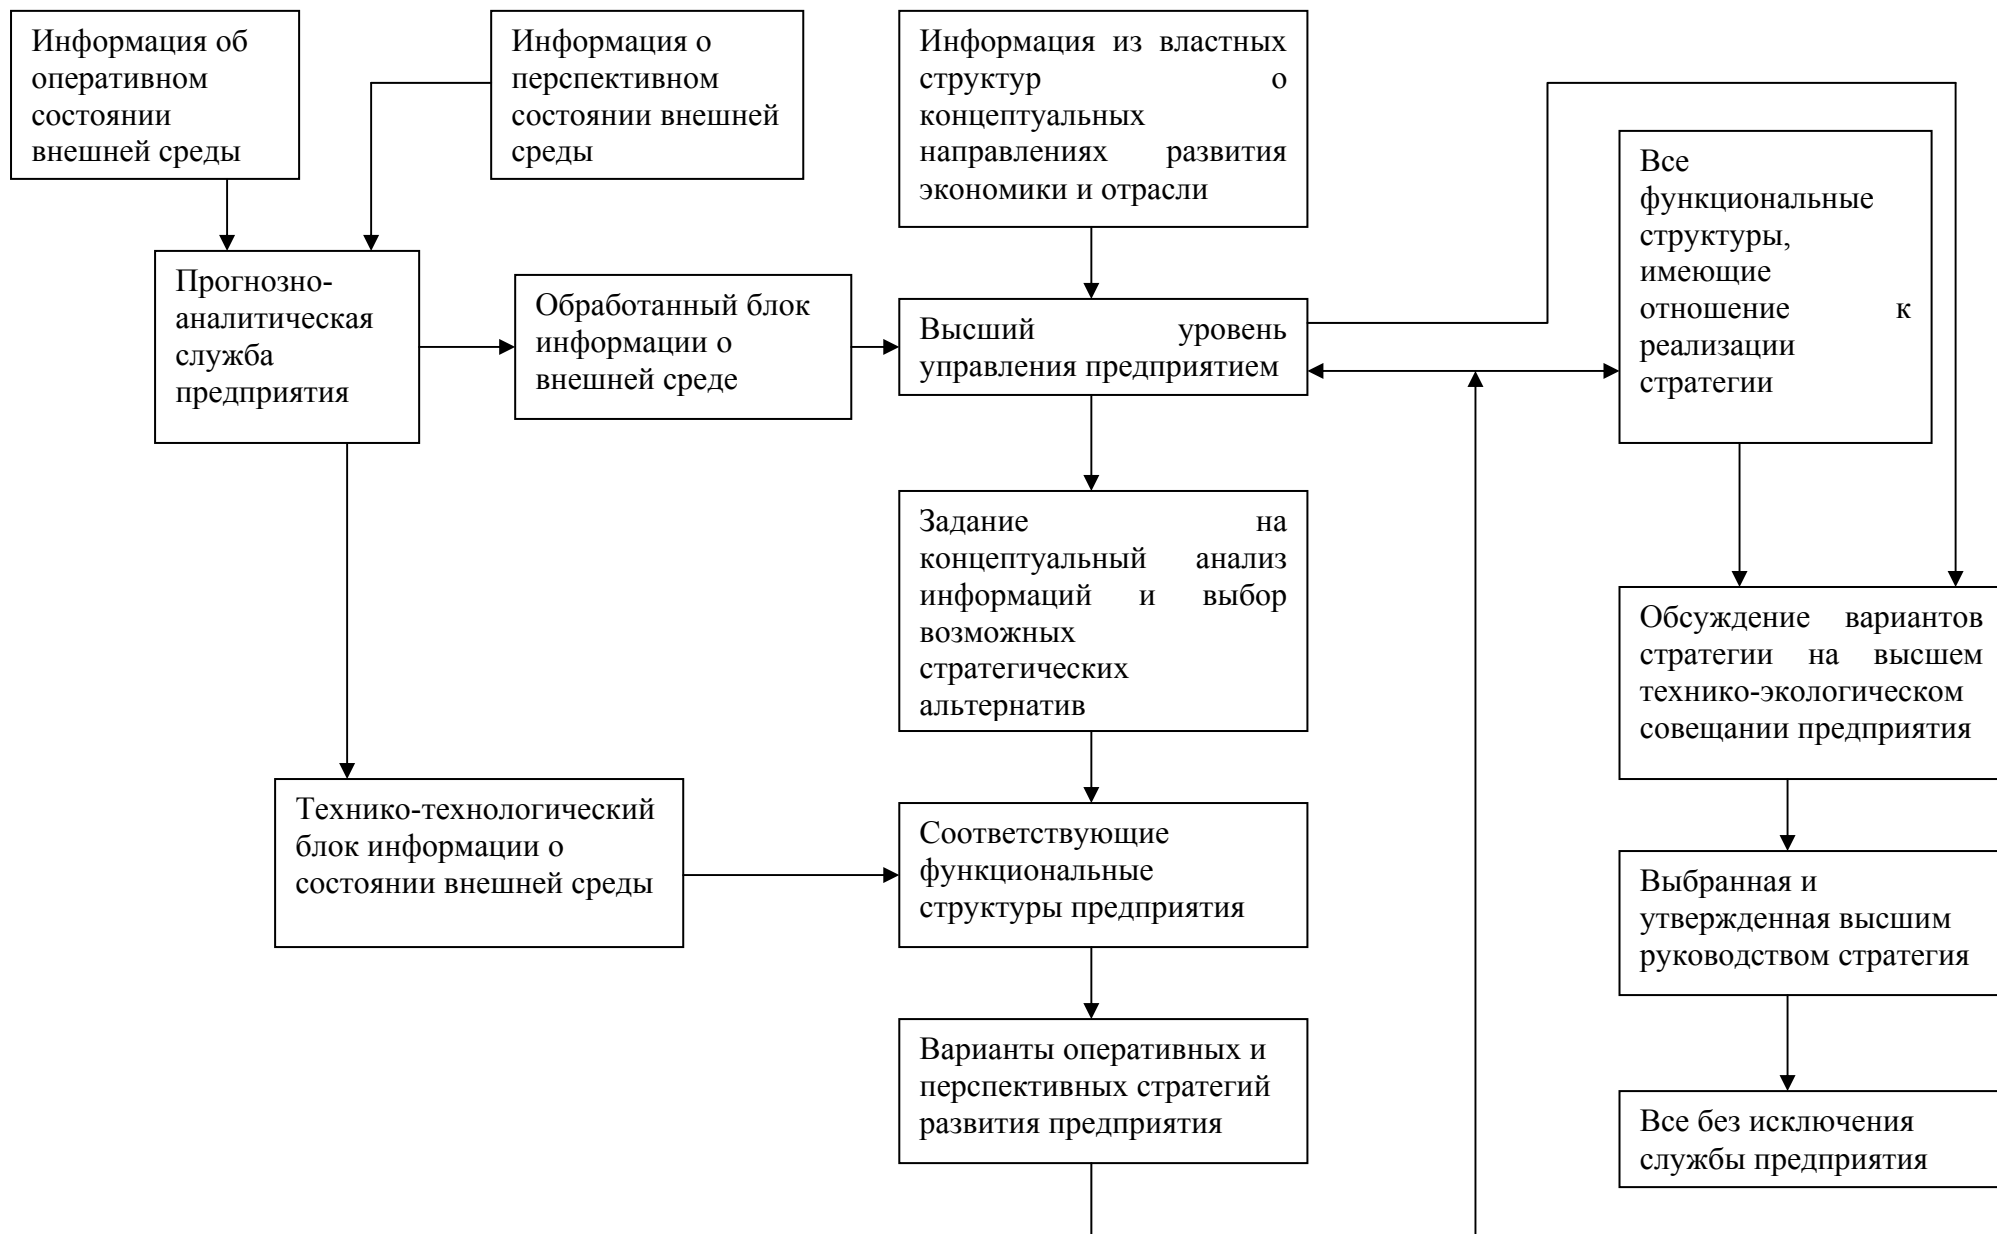 Информация об
оперативном
состоянии
внешней среды
Информация о
перспективном
состоянии внешней
среды
Информация из властных
структур о
концептуальных
направлениях развития
экономики и отрасли
Все
функциональные
структуры,
имеющие
отношение к
реализации
стратегии
Прогнозно-
аналитическая
служба
предприятия
Обработанный блок
информации о
внешней среде
Высший уровень
управления предприятием
Задание на
концептуальный анализ
информаций и выбор
возможных
стратегических
альтернатив
Обсуждение вариантов
стратегии на высшем
технико-экологическом
совещании предприятия
Технико-технологический
блок информации о
состоянии внешней среды
Соответствующие
функциональные
структуры предприятия
Выбранная и
утвержденная высшим
руководством стратегия
Варианты оперативных и
перспективных стратегий
развития предприятия
Все без исключения
службы предприятия